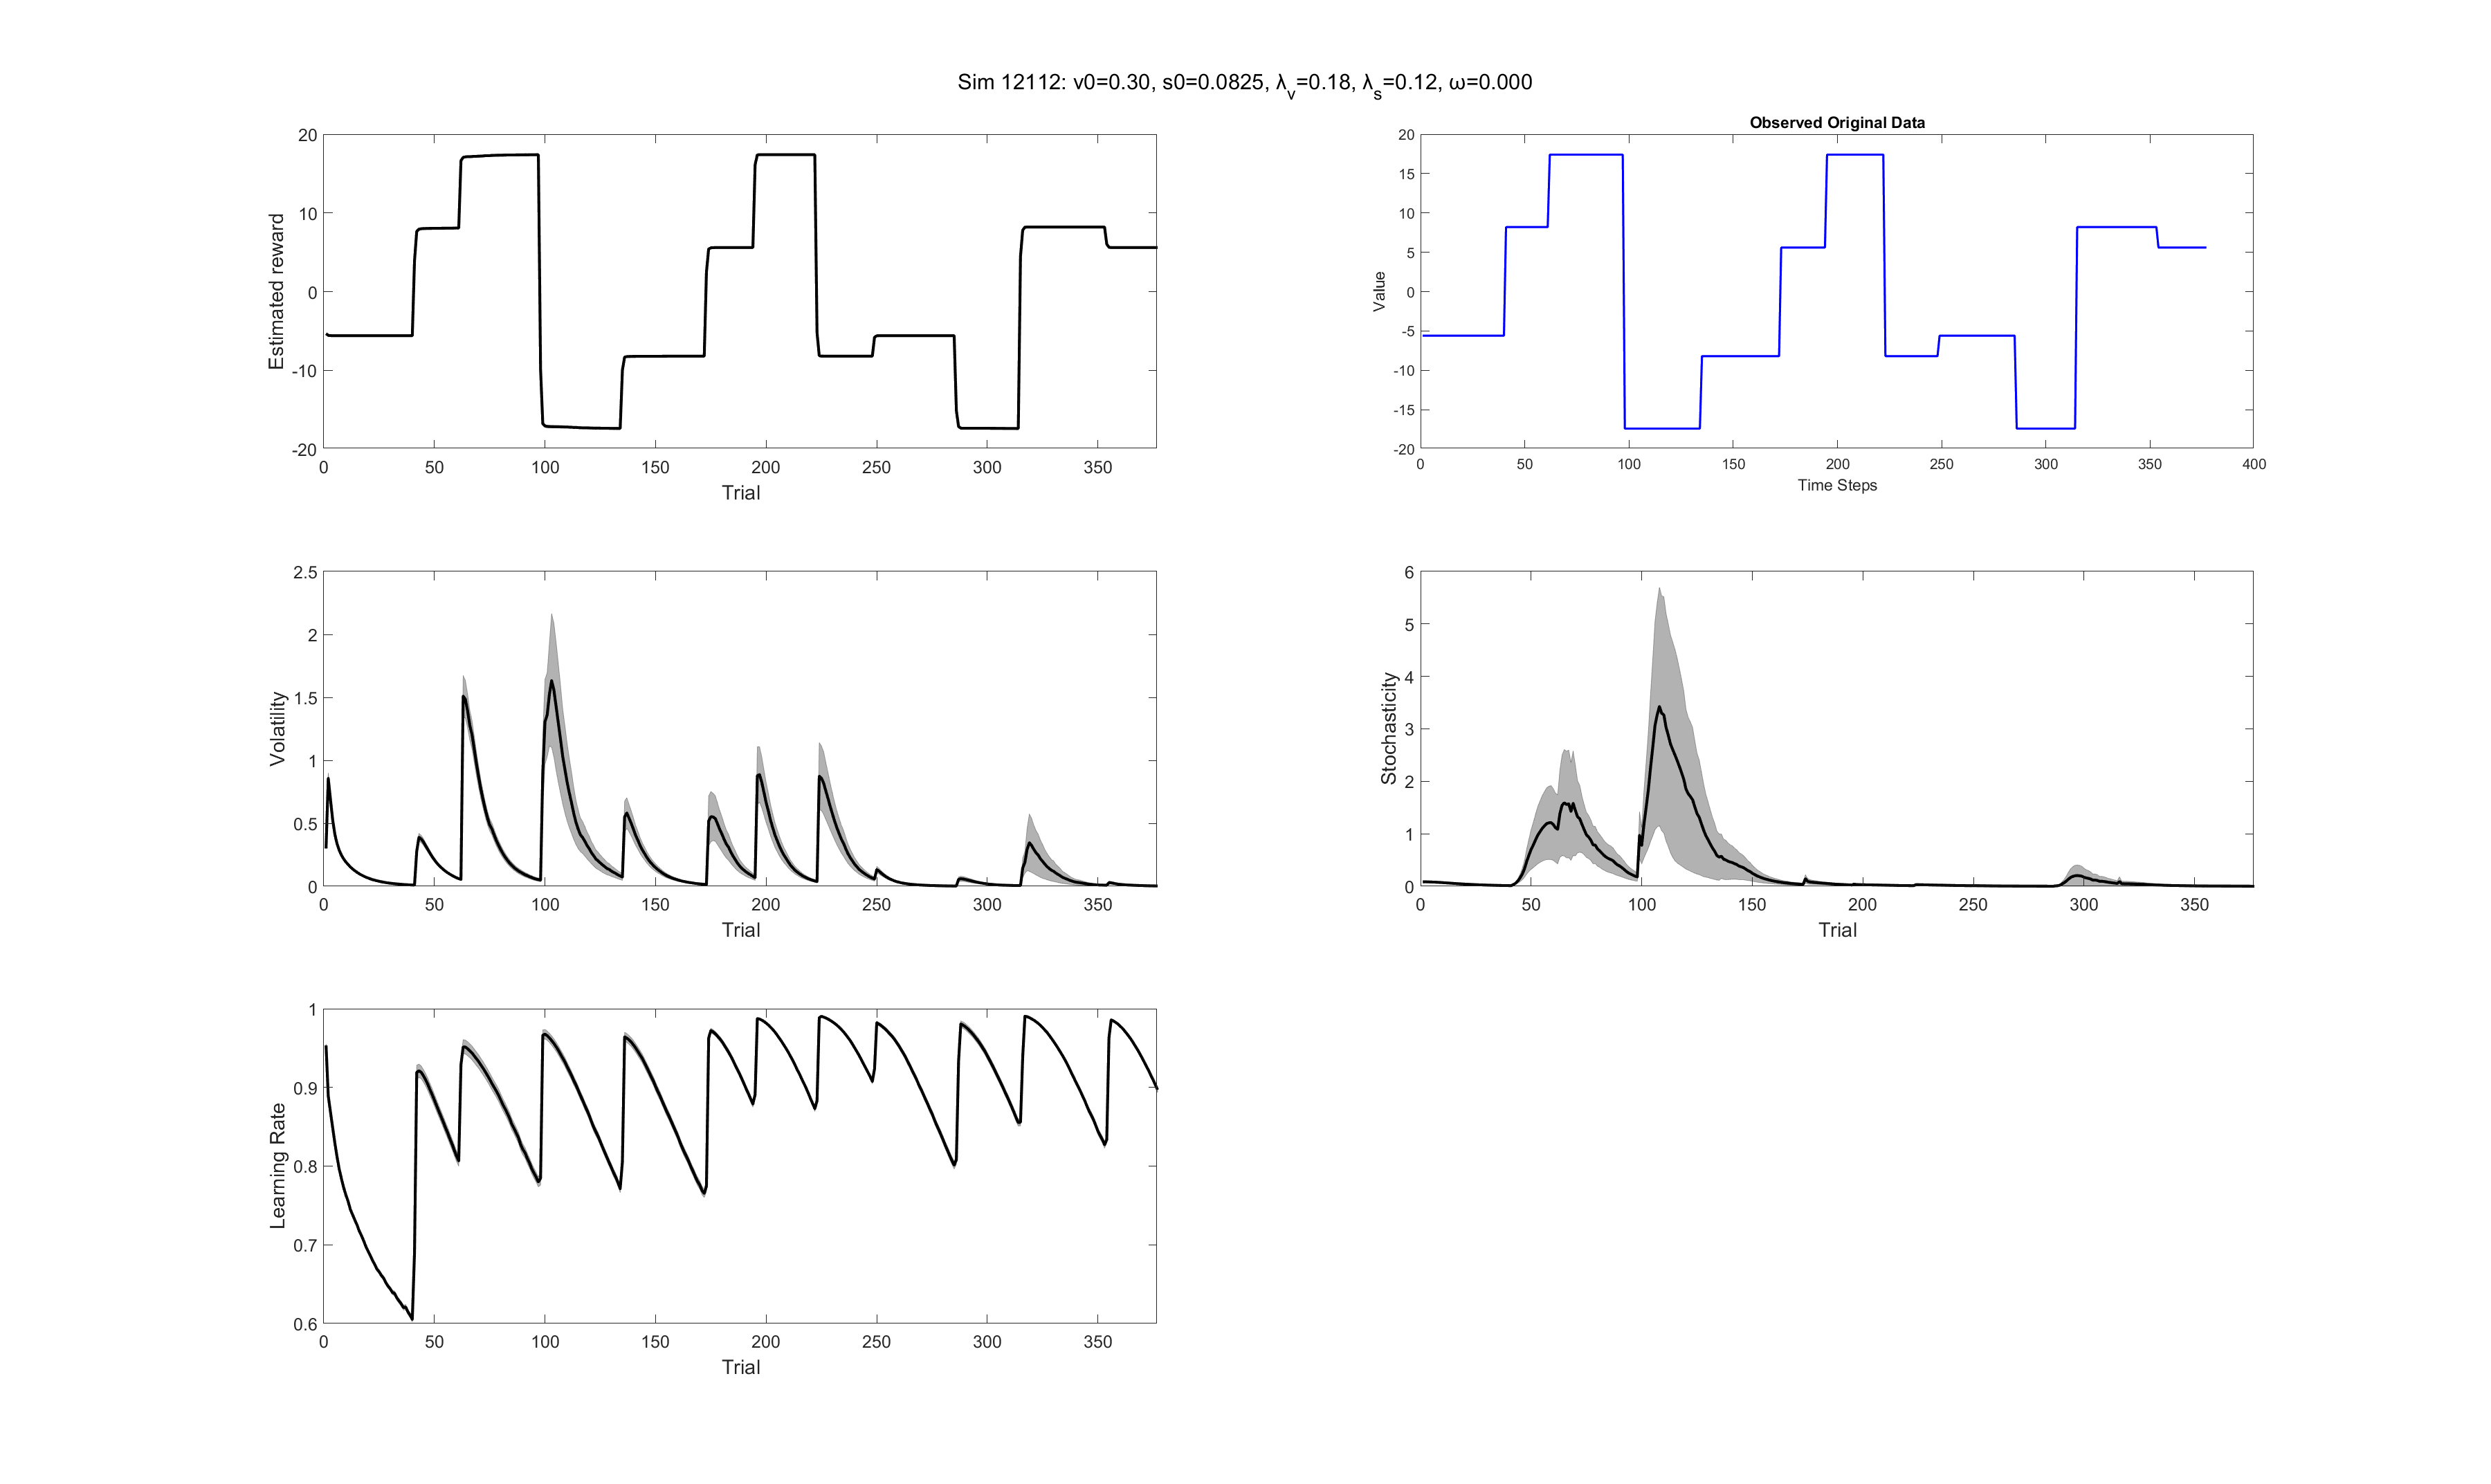 Sim 12112: v0=0.30, s0=0.0825, λv=0.18, λs=0.12, ω=0.000
20
10
0
-10
-20
Estimated reward
0 50 100 150 200 250 300 350
Trial
Observed Original Data
20
15
10
5
0
-5
-10
-15
-20
Value
0 50 100 150 200 250 300 350 400
Time Steps
2.5
2
1.5
1
0.5
0
Volatility
0 50 100 150 200 250 300 350
Trial
6
5
4
3
2
1
0
Stochasticity
0 50 100 150 200 250 300 350
Trial
1
0.9
0.8
0.7
0.6
Learning Rate
0 50 100 150 200 250 300 350
Trial